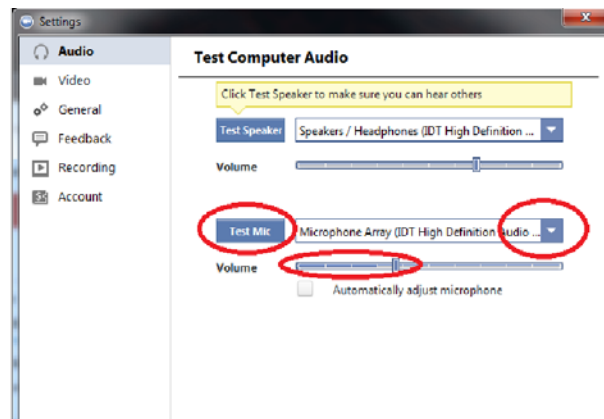 Settings
Audio
Video
General
Feedback
Recording
Account
Test Computer Audio
Click Test Speaker to make sure you can hear others
Test Speaker
Speakers / Headphones (IDT High Definition ...
Volume
Test Mic
Microphone Array (IDT High Definition Audio ...
Volume
Automatically adjust microphone